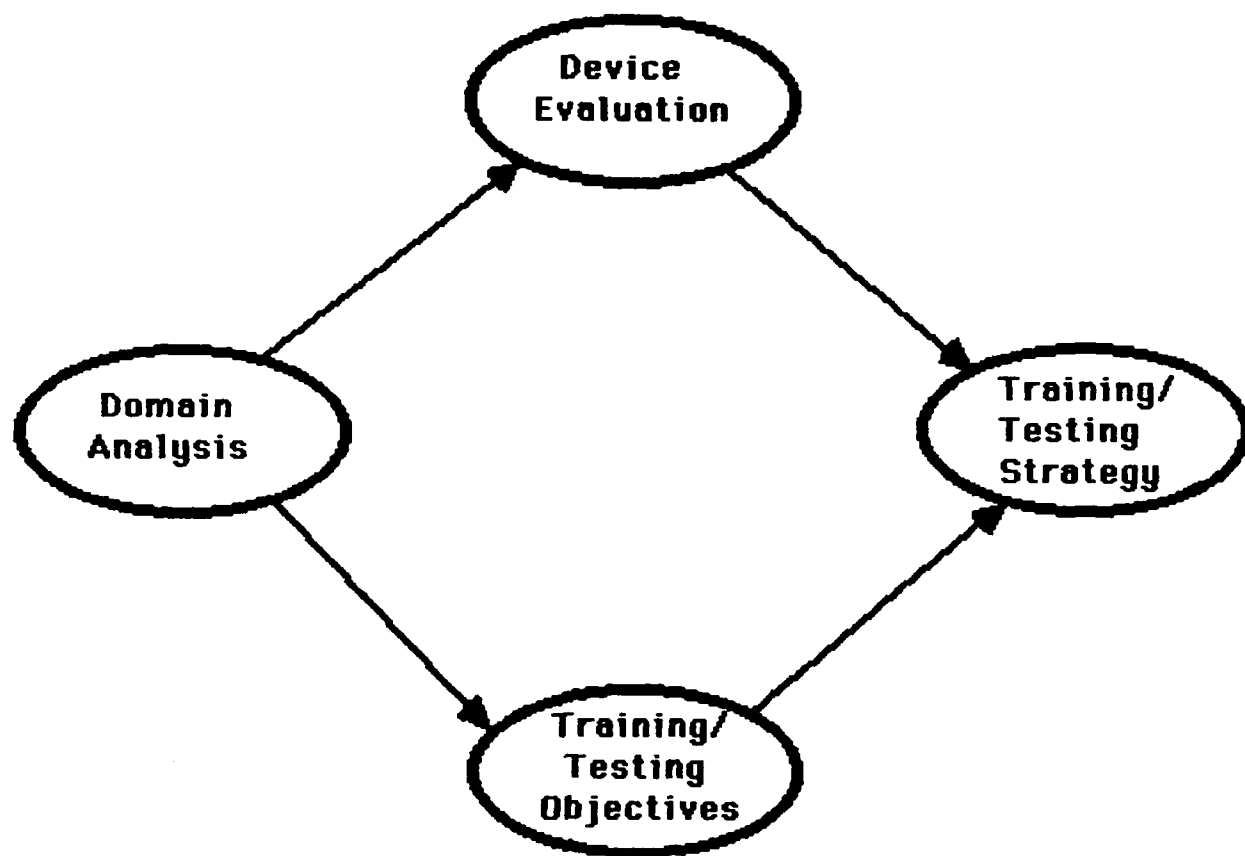 Device
Evaluation
Domain
Analysis
Training/
Testing
Strategy
Training/
Testing
Objectives